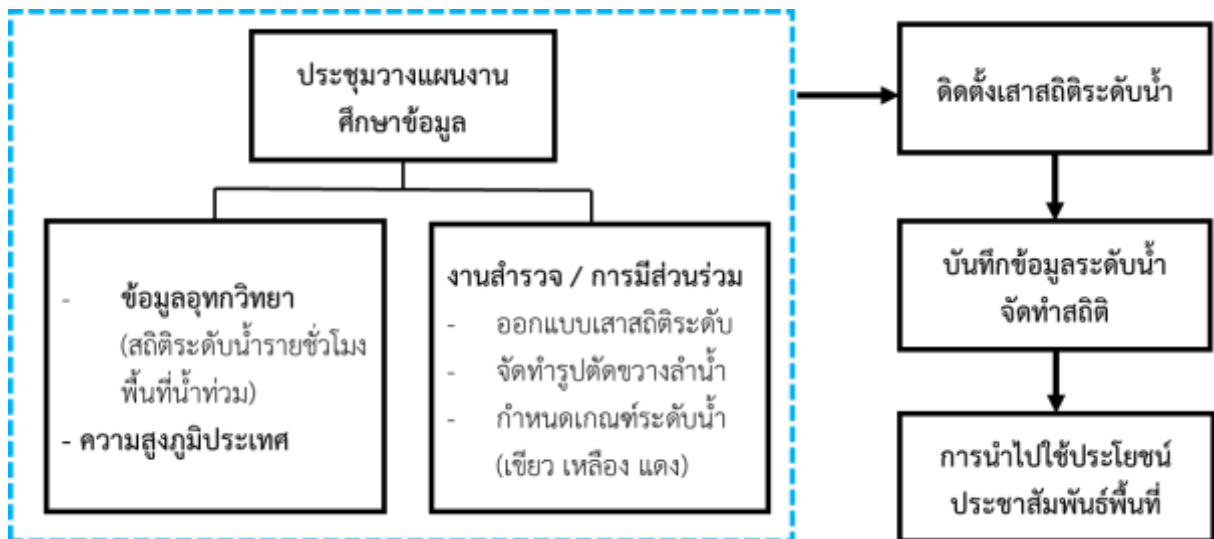 ประชุมวางแผนงาน
ศึกษาข้อมูล
- ข้อมูลอุทกวิทยา
(สถิติระดับน้ำรายชั่วโมง
พื้นที่น้ำท่วม)
- ความสูงภูมิประเทศ
งานสำรวจ / การมีส่วนร่วม
- ออกแบบเสาสถิติระดับ
- จัดทำรูปตัดขวางลำน้ำ
- กำหนดเกณฑ์ระดับน้ำ
(เขียว เหลือง แดง)
ติดตั้งเสาสถิติระดับน้ำ
บันทึกข้อมูลระดับน้ำ
จัดทำสถิติ
การนำไปใช้ประโยชน์
ประชาสัมพันธ์พื้นที่